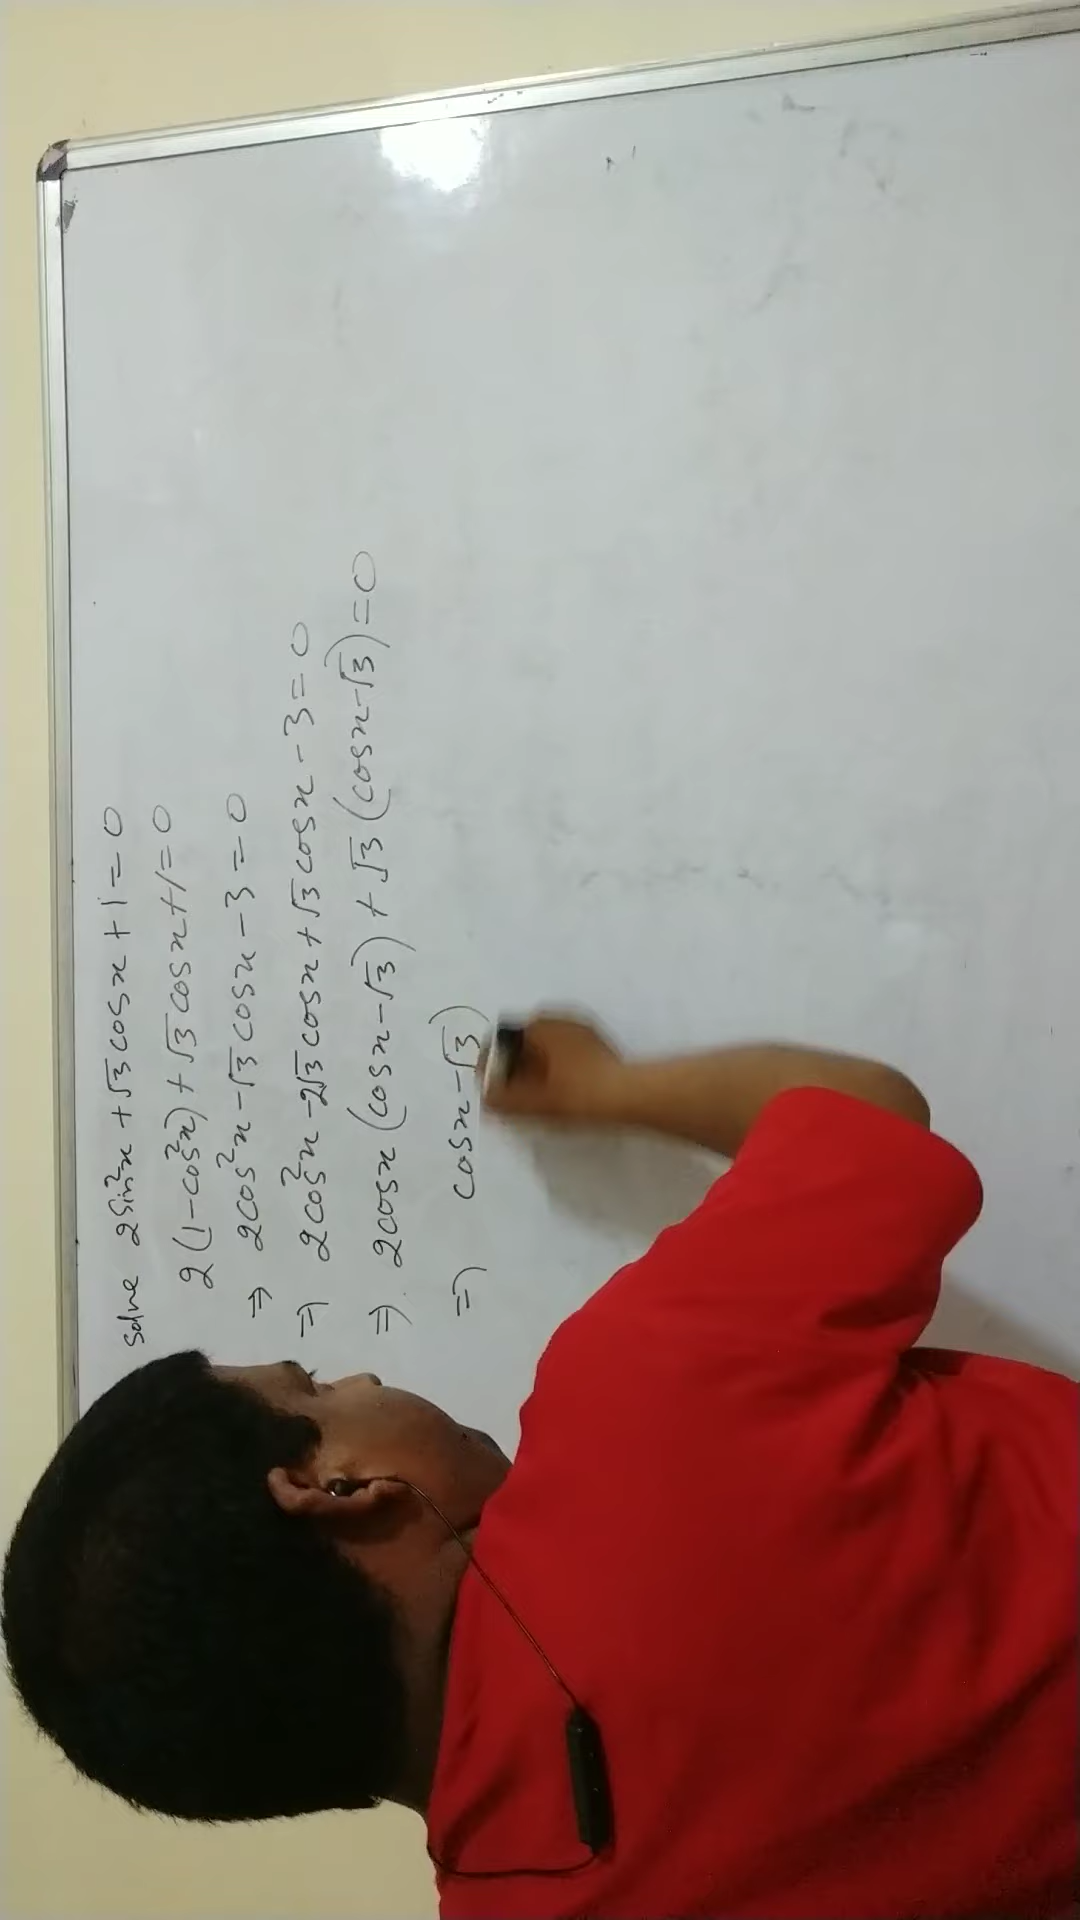 solve 2sin²x + √3 cosx + 1 = 0
2(1 - cos²x) + √3 cosx + 1 = 0
⇒ 2cos²x - √3 cosx - 3 = 0
⇒ 2cos²x - 2√3 cosx + √3 cosx - 3 = 0
⇒ 2cosx (cosx - √3) + √3 (cosx - √3) = 0
⇒ cosx - √3)